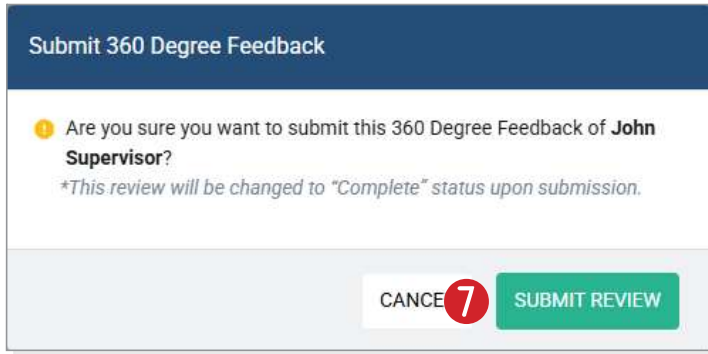 Submit 360 Degree Feedback
Are you sure you want to submit this 360 Degree Feedback of John
Supervisor?
*This review will be changed to “Complete” status upon submission.
CANCE 7 SUBMIT REVIEW